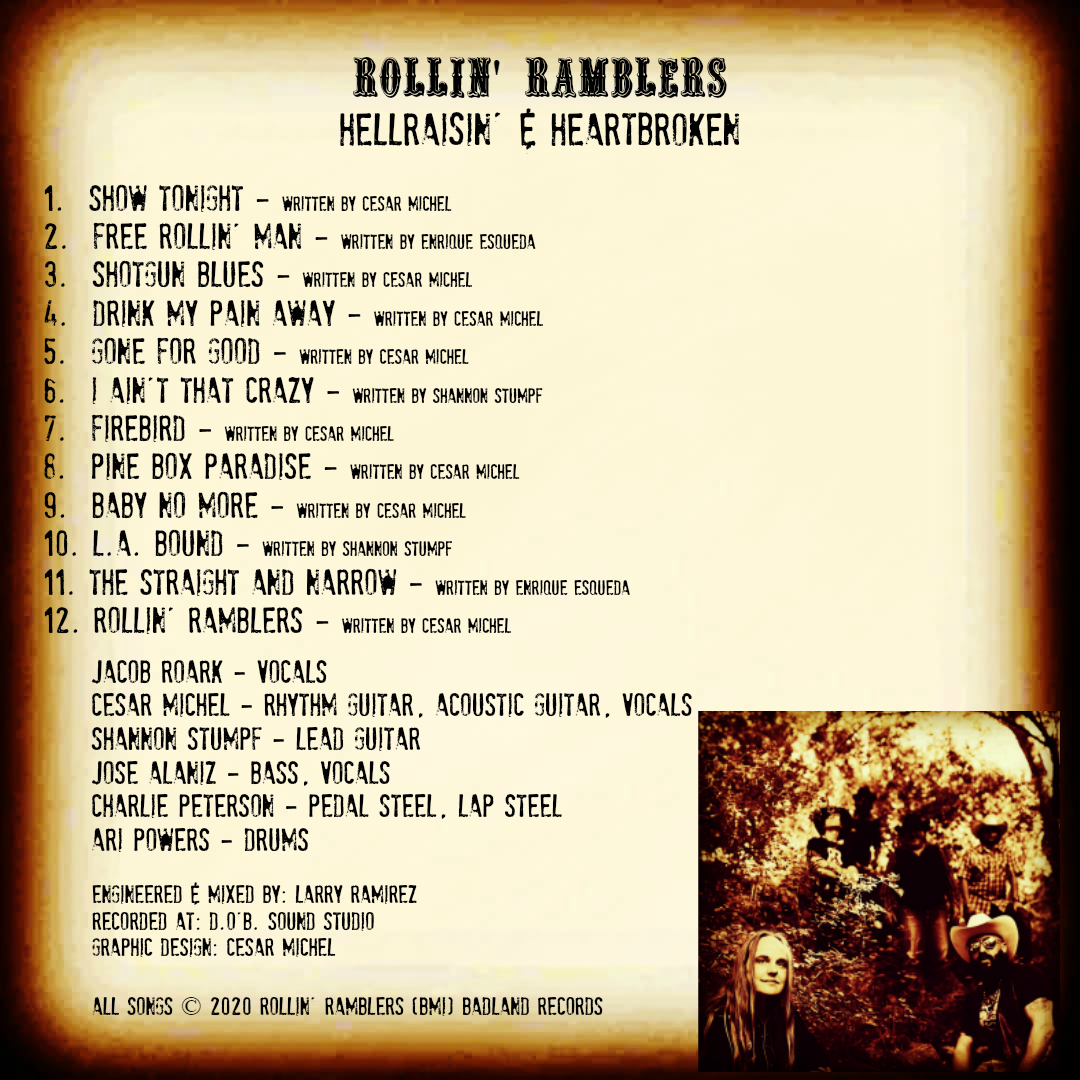 ROLLIN' RAMBLERS
HELLRAISIN' & HEARTBROKEN
1. SHOW TONIGHT - WRITTEN BY CESAR MICHEL
2. FREE ROLLIN' MAN - WRITTEN BY ENRIQUE ESQUEDA
3. SHOTGUN BLUES - WRITTEN BY CESAR MICHEL
4. DRINK MY PAIN AWAY - WRITTEN BY CESAR MICHEL
5. GONE FOR GOOD - WRITTEN BY CESAR MICHEL
6. I AIN'T THAT CRAZY - WRITTEN BY SHANNON STUMPF
7. FIREBIRD - WRITTEN BY CESAR MICHEL
8. PINE BOX PARADISE - WRITTEN BY CESAR MICHEL
9. BABY NO MORE - WRITTEN BY CESAR MICHEL
10. L.A. BOUND - WRITTEN BY SHANNON STUMPF
11. THE STRAIGHT AND NARROW - WRITTEN BY ENRIQUE ESQUEDA
12. ROLLIN' RAMBLERS - WRITTEN BY CESAR MICHEL
JACOB ROARK - VOCALS
CESAR MICHEL - RHYTHM GUITAR, ACOUSTIC GUITAR, VOCALS
SHANNON STUMPF - LEAD GUITAR
JOSE ALANIZ - BASS, VOCALS
CHARLIE PETERSON - PEDAL STEEL, LAP STEEL
ARI POWERS - DRUMS
ENGINEERED & MIXED BY: LARRY RAMIREZ
RECORDED AT: D.O'B. SOUND STUDIO
GRAPHIC DESIGN: CESAR MICHEL
ALL SONGS © 2020 ROLLIN' RAMBLERS (BMI) BADLAND RECORDS